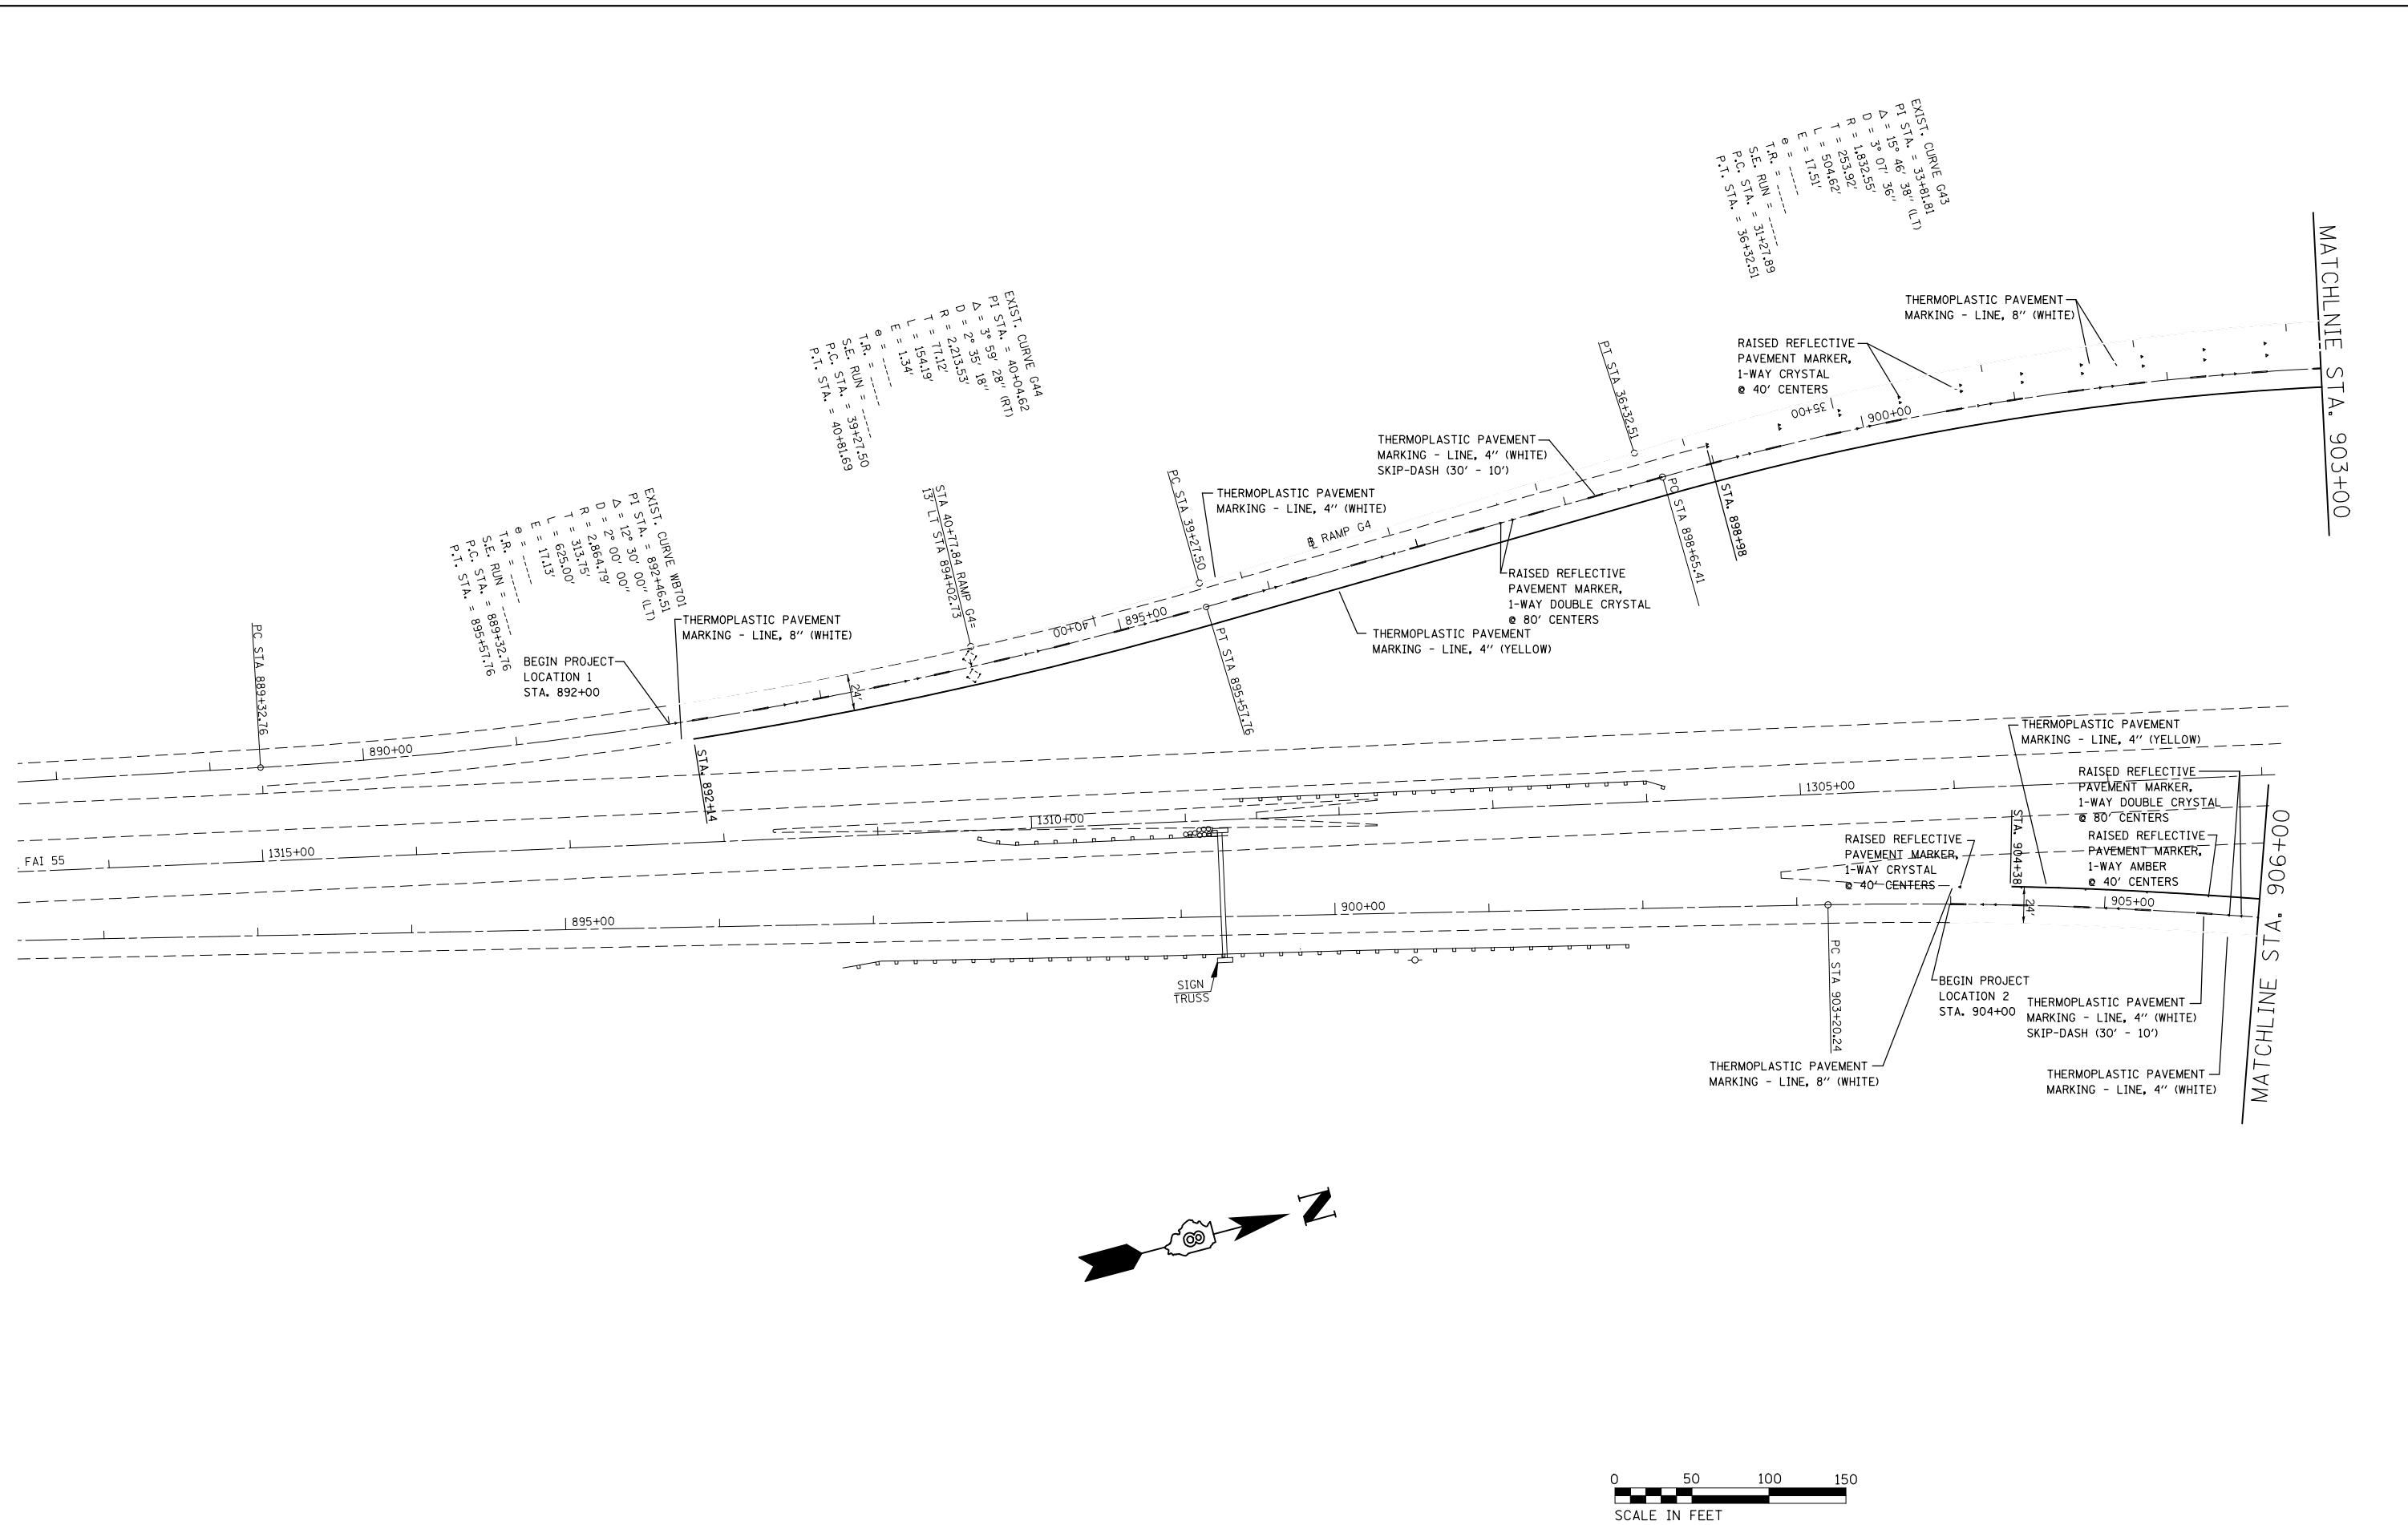 EXIST. CURVE G43
PI STA. = 33+81.81
Δ = 15° 46' 38" (LT)
D = 3° 07' 36"
R = 1,832.55'
T = 253.92'
L = 504.62'
E = 17.51'
e = -----
T.R. = -----
S.E. RUN = -----
P.C. STA. = 31+27.89
P.T. STA. = 36+32.51
MATCHLNIE STA. 903+00
THERMOPLASTIC PAVEMENT
MARKING - LINE, 8" (WHITE)
RAISED REFLECTIVE
PAVEMENT MARKER,
1-WAY CRYSTAL
@ 40' CENTERS
EXIST. CURVE G44
PI STA. = 40+04.62
Δ = 3° 59' 28" (RT)
D = 2° 35' 18"
R = 2,213.53'
T = 77.12'
L = 154.19'
E = 1.34'
e = -----
T.R. = -----
S.E. RUN = -----
P.C. STA. = 39+27.50
P.T. STA. = 40+81.69
PT STA 36+32.51
35+00
900+00
THERMOPLASTIC PAVEMENT
MARKING - LINE, 4" (WHITE)
SKIP-DASH (30' - 10')
PC STA 898+65.41
STA. 898+98
PC STA 39+27.50
THERMOPLASTIC PAVEMENT
MARKING - LINE, 4" (WHITE)
℄ RAMP G4
STA 40+77.84 RAMP G4=
13' LT STA 894+02.73
EXIST. CURVE WB701
PI STA. = 892+46.51
Δ = 12° 30' 00" (LT)
D = 2° 00' 00"
R = 2,864.79'
T = 313.75'
L = 625.00'
E = 17.13'
e = -----
T.R. = -----
S.E. RUN = -----
P.C. STA. = 889+32.76
P.T. STA. = 895+57.76
RAISED REFLECTIVE
PAVEMENT MARKER,
1-WAY DOUBLE CRYSTAL
@ 80' CENTERS
THERMOPLASTIC PAVEMENT
MARKING - LINE, 4" (YELLOW)
40+00
895+00
PT STA 895+57.76
THERMOPLASTIC PAVEMENT
MARKING - LINE, 8" (WHITE)
BEGIN PROJECT
LOCATION 1
STA. 892+00
24'
PC STA 889+32.76
890+00
STA. 892+14
THERMOPLASTIC PAVEMENT
MARKING - LINE, 4" (YELLOW)
RAISED REFLECTIVE
PAVEMENT MARKER,
1-WAY DOUBLE CRYSTAL
@ 80' CENTERS
1305+00
1310+00
STA. 904+38
RAISED REFLECTIVE
PAVEMENT MARKER,
1-WAY CRYSTAL
@ 40' CENTERS
RAISED REFLECTIVE
PAVEMENT MARKER,
1-WAY AMBER
@ 40' CENTERS
FAI 55
1315+00
24'
905+00
900+00
895+00
MATCHLINE STA. 906+00
PC STA 903+20.24
SIGN
TRUSS
BEGIN PROJECT
LOCATION 2
STA. 904+00
THERMOPLASTIC PAVEMENT
MARKING - LINE, 4" (WHITE)
SKIP-DASH (30' - 10')
THERMOPLASTIC PAVEMENT
MARKING - LINE, 8" (WHITE)
THERMOPLASTIC PAVEMENT
MARKING - LINE, 4" (WHITE)
N
0 50 100 150
SCALE IN FEET